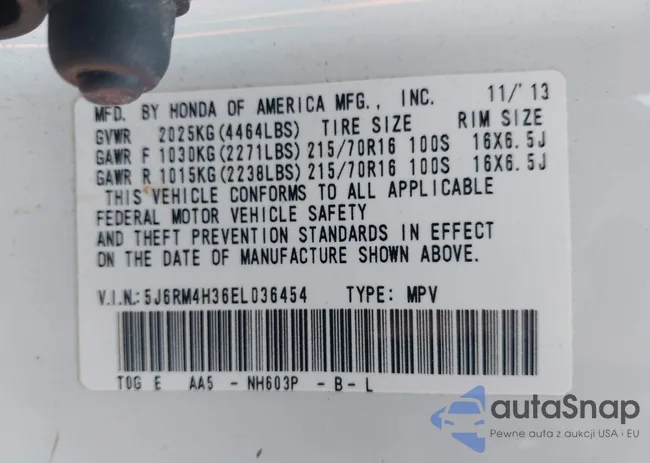 MFD. BY HONDA OF AMERICA MFG., INC. 11/'13
GVWR 2025KG(4464LBS) TIRE SIZE RIM SIZE
GAWR F 1030KG(2271LBS) 215/70R16 100S 16X6.5J
GAWR R 1015KG(2238LBS) 215/70R16 100S 16X6.5J
THIS VEHICLE CONFORMS TO ALL APPLICABLE
FEDERAL MOTOR VEHICLE SAFETY
AND THEFT PREVENTION STANDARDS IN EFFECT
ON THE DATE OF MANUFACTURE SHOWN ABOVE.
V.I.N.: 5J6RM4H36EL036454 TYPE: MPV
T0G E AA5 - NH603P - B - L
autaSnap
Pewne auta z aukcji USA i EU